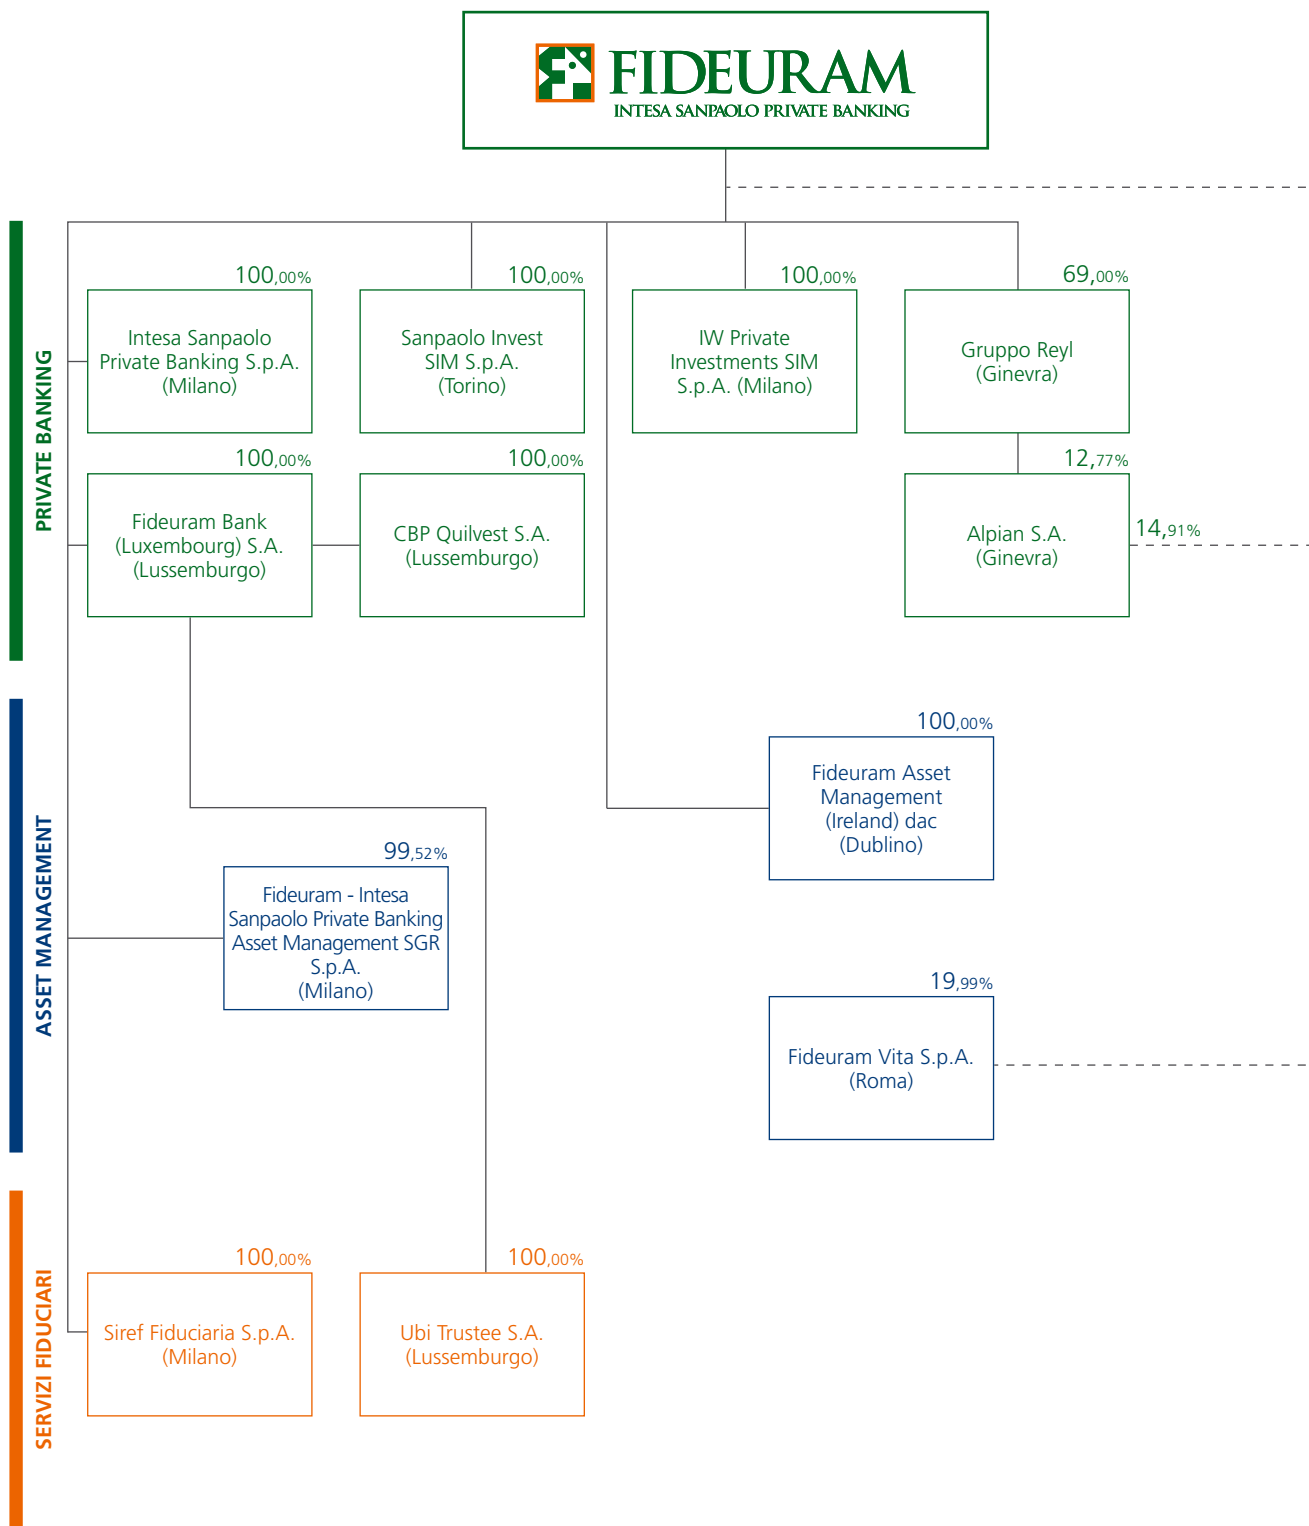 FIDEURAM
INTESA SANPAOLO PRIVATE BANKING
PRIVATE BANKING
100,00%
Intesa Sanpaolo
Private Banking S.p.A.
(Milano)
100,00%
Sanpaolo Invest
SIM S.p.A.
(Torino)
100,00%
IW Private
Investments SIM
S.p.A. (Milano)
69,00%
Gruppo Reyl
(Ginevra)
100,00%
Fideuram Bank
(Luxembourg) S.A.
(Lussemburgo)
100,00%
CBP Quilvest S.A.
(Lussemburgo)
12,77%
Alpian S.A.
(Ginevra)
14,91%
ASSET MANAGEMENT
100,00%
Fideuram Asset
Management
(Ireland) dac
(Dublino)
99,52%
Fideuram - Intesa
Sanpaolo Private Banking
Asset Management SGR
S.p.A.
(Milano)
19,99%
Fideuram Vita S.p.A.
(Roma)
SERVIZI FIDUCIARI
100,00%
Siref Fiduciaria S.p.A.
(Milano)
100,00%
Ubi Trustee S.A.
(Lussemburgo)